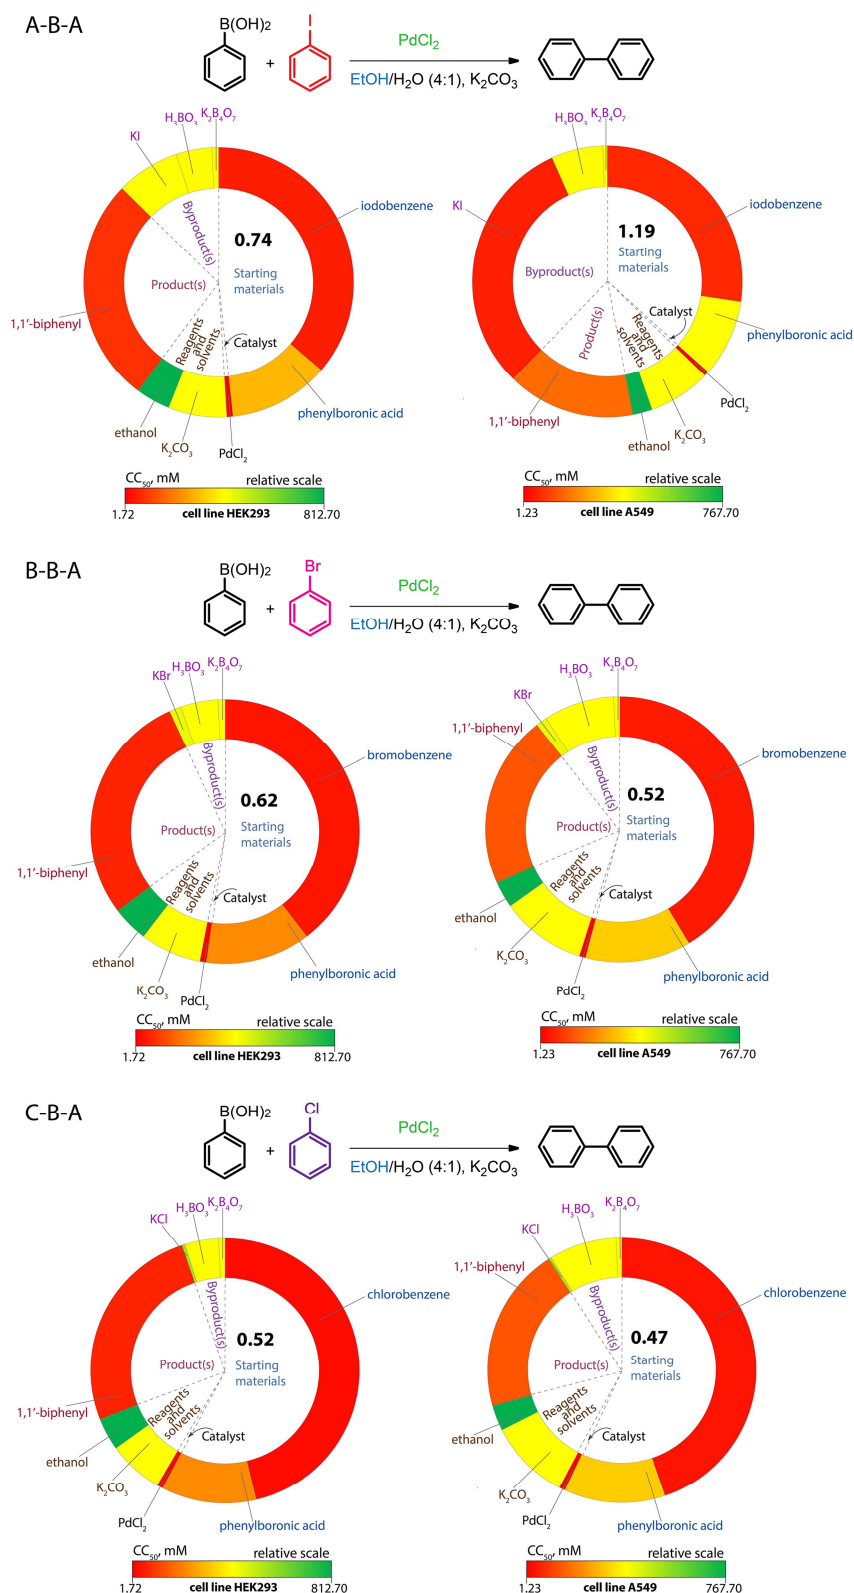 A-B-A
B(OH)₂
I
+
PdCl₂
EtOH/H₂O (4:1), K₂CO₃
KI
H₃BO₃
K₂B₄O₇
iodobenzene
Byproduct(s)
0.74
Starting
materials
Product(s)
1,1′-biphenyl
Reagents
and
solvents
Catalyst
phenylboronic acid
ethanol
K₂CO₃
PdCl₂
CC₅₀, mM
relative scale
1.72
cell line HEK293
812.70
H₃BO₃
K₂B₄O₇
KI
iodobenzene
1.19
Starting
materials
Byproduct(s)
Product(s)
Reagents
and
solvents
Catalyst
phenylboronic acid
PdCl₂
1,1′-biphenyl
K₂CO₃
ethanol
CC₅₀, mM
relative scale
1.23
cell line A549
767.70
B-B-A
B(OH)₂
Br
+
PdCl₂
EtOH/H₂O (4:1), K₂CO₃
KBr
H₃BO₃
K₂B₄O₇
bromobenzene
Byproduct(s)
0.62
Starting
materials
Product(s)
1,1′-biphenyl
Reagents
and
solvents
Catalyst
ethanol
K₂CO₃
PdCl₂
phenylboronic acid
CC₅₀, mM
relative scale
1.72
cell line HEK293
812.70
H₃BO₃
K₂B₄O₇
KBr
1,1′-biphenyl
bromobenzene
Byproduct(s)
0.52
Starting
materials
Product(s)
Reagents
and
solvents
Catalyst
ethanol
K₂CO₃
PdCl₂
phenylboronic acid
CC₅₀, mM
relative scale
1.23
cell line A549
767.70
C-B-A
B(OH)₂
Cl
+
PdCl₂
EtOH/H₂O (4:1), K₂CO₃
KCl
H₃BO₃
K₂B₄O₇
chlorobenzene
Byproduct(s)
0.52
Starting
materials
Product(s)
1,1′-biphenyl
Reagents
and
solvents
Catalyst
ethanol
K₂CO₃
PdCl₂
phenylboronic acid
CC₅₀, mM
relative scale
1.72
cell line HEK293
812.70
KCl
H₃BO₃
K₂B₄O₇
1,1′-biphenyl
chlorobenzene
Byproduct(s)
0.47
Starting
materials
Product(s)
Reagents
and
solvents
Catalyst
ethanol
K₂CO₃
PdCl₂
phenylboronic acid
CC₅₀, mM
relative scale
1.23
cell line A549
767.70